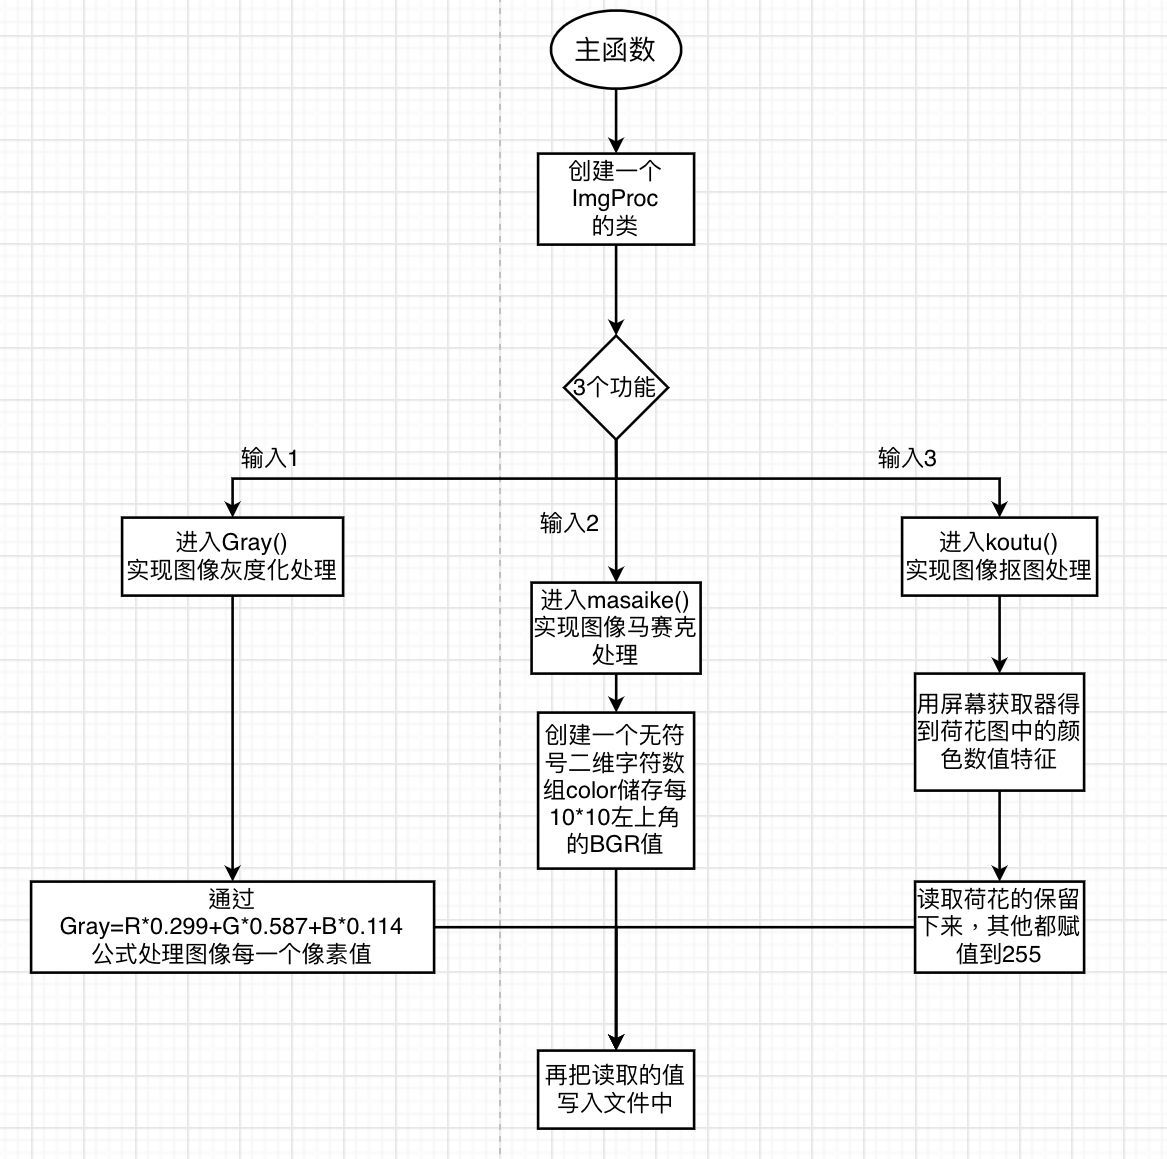 主函数
创建一个
ImgProc
的类
3个功能
输入1
输入2
输入3
进入Gray()
实现图像灰度化处理
进入masaike()
实现图像马赛克
处理
进入koutu()
实现图像抠图处理
创建一个无符
号二维字符数
组color储存每
10*10左上角
的BGR值
用屏幕获取器得
到荷花图中的颜
色数值特征
通过
Gray=R*0.299+G*0.587+B*0.114
公式处理图像每一个像素值
读取荷花的保留
下来，其他都赋
值到255
再把读取的值
写入文件中